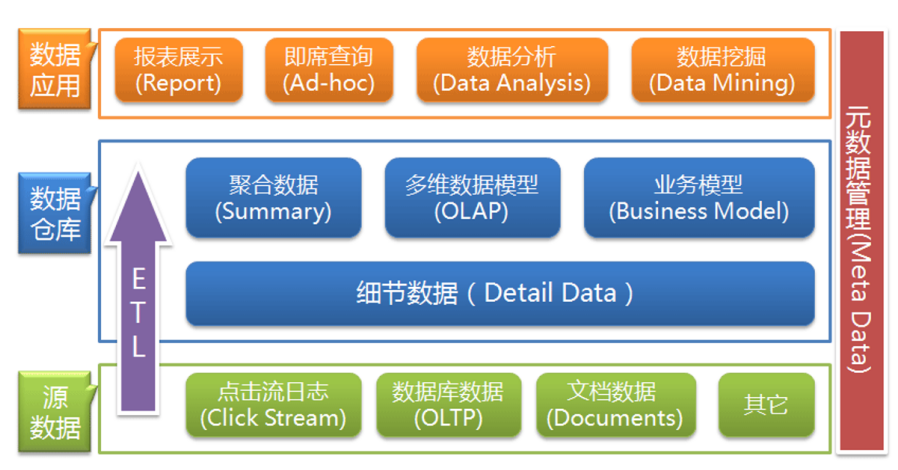 数据
应用
报表展示
(Report)
即席查询
(Ad-hoc)
数据分析
(Data Analysis)
数据挖掘
(Data Mining)
数据
仓库
聚合数据
(Summary)
多维数据模型
(OLAP)
业务模型
(Business Model)
细节数据（Detail Data）
E
T
L
源
数据
点击流日志
(Click Stream)
数据库数据
(OLTP)
文档数据
(Documents)
其它
元数据管理(Meta Data)